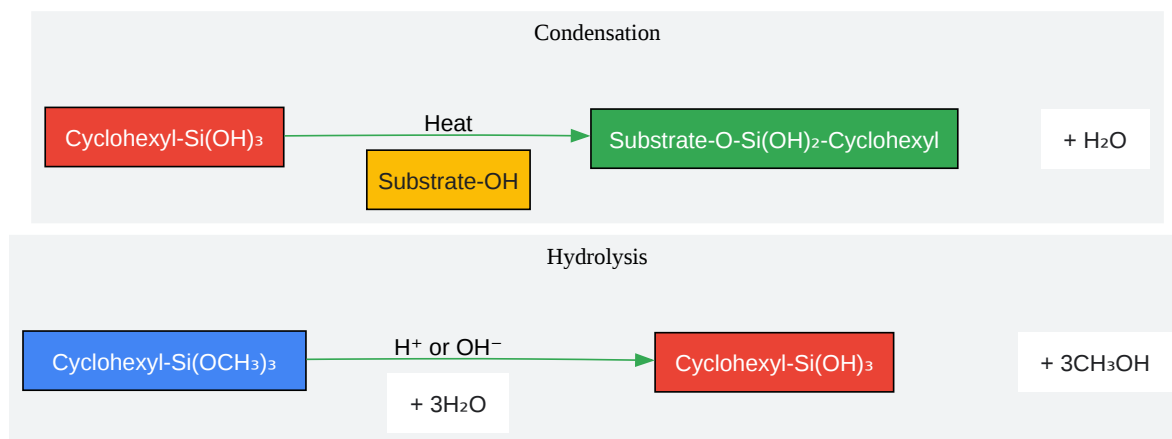 Condensation
Cyclohexyl-Si(OH)₃
Heat
Substrate-OH
Substrate-O-Si(OH)₂-Cyclohexyl
+ H₂O
Hydrolysis
Cyclohexyl-Si(OCH₃)₃
H⁺ or OH⁻
+ 3H₂O
Cyclohexyl-Si(OH)₃
+ 3CH₃OH